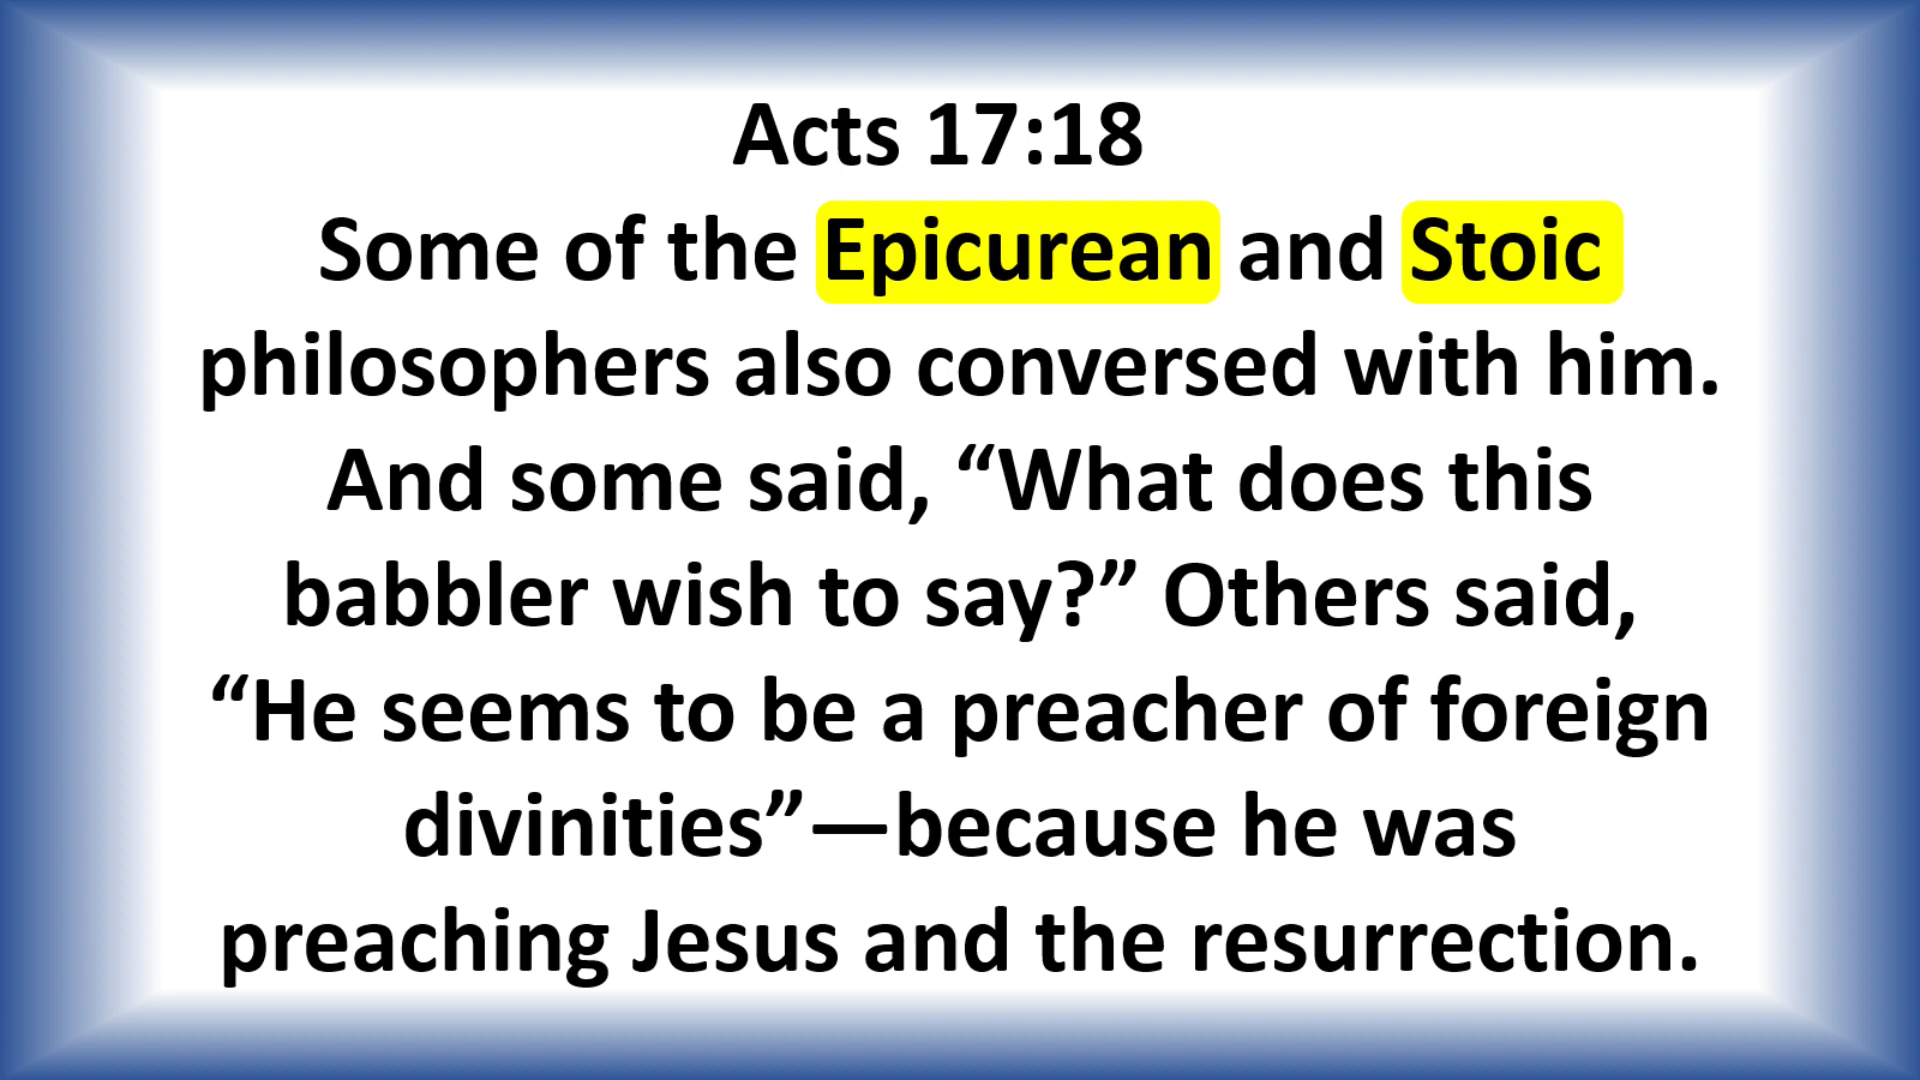 Acts 17:18
Some of the Epicurean and Stoic
philosophers also conversed with him.
And some said, “What does this
babbler wish to say?” Others said,
“He seems to be a preacher of foreign
divinities”—because he was
preaching Jesus and the resurrection.